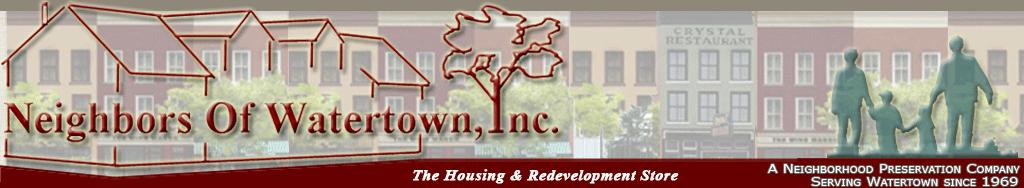 CRYSTAL
RESTAURANT
Neighbors Of Watertown, Inc.
The Housing & Redevelopment Store
A Neighborhood Preservation Company
Serving Watertown since 1969